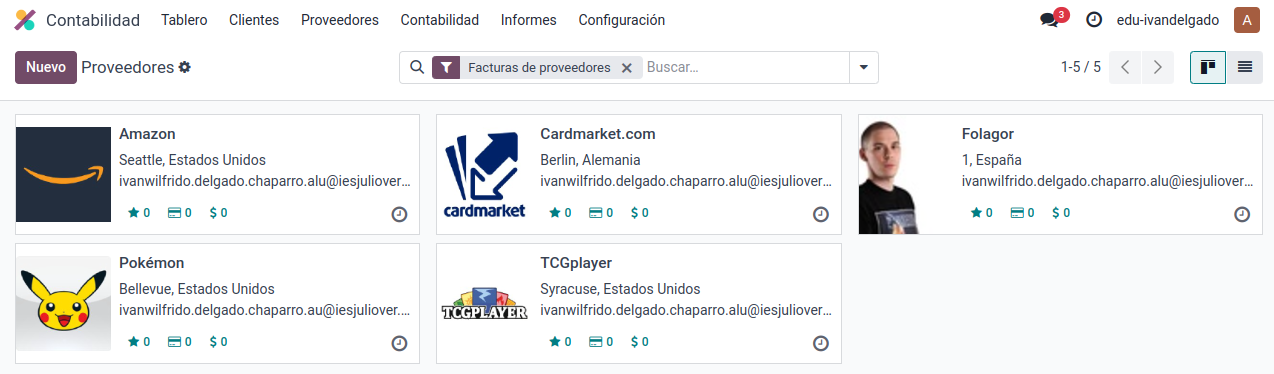 Contabilidad Tablero Clientes Proveedores Contabilidad Informes Configuración 3 edu-ivandelgado A
Nuevo Proveedores Facturas de proveedores Buscar... 1-5 / 5
Amazon
Seattle, Estados Unidos
ivanwilfrido.delgado.chaparro.alu@iesjuliover...
0 0 $ 0
cardmarket
Cardmarket.com
Berlin, Alemania
ivanwilfrido.delgado.chaparro.alu@iesjuliover...
0 0 $ 0
Folagor
1, España
ivanwilfrido.delgado.chaparro.alu@iesjuliover...
0 0 $ 0
Pokémon
Bellevue, Estados Unidos
ivanwilfrido.delgado.chaparro.au@iesjuliover....
0 0 $ 0
TCGPLAYER
TCGplayer
Syracuse, Estados Unidos
ivanwilfrido.delgado.chaparro.alu@iesjuliover...
0 0 $ 0